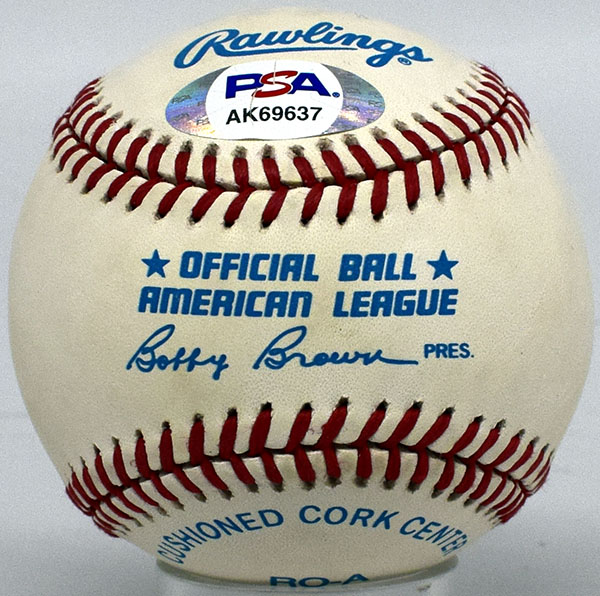 Rawlings®
PSA®
AK69637
★ OFFICIAL BALL ★
AMERICAN LEAGUE
Bobby Brown PRES.
CUSHIONED CORK CENTER
RO-A